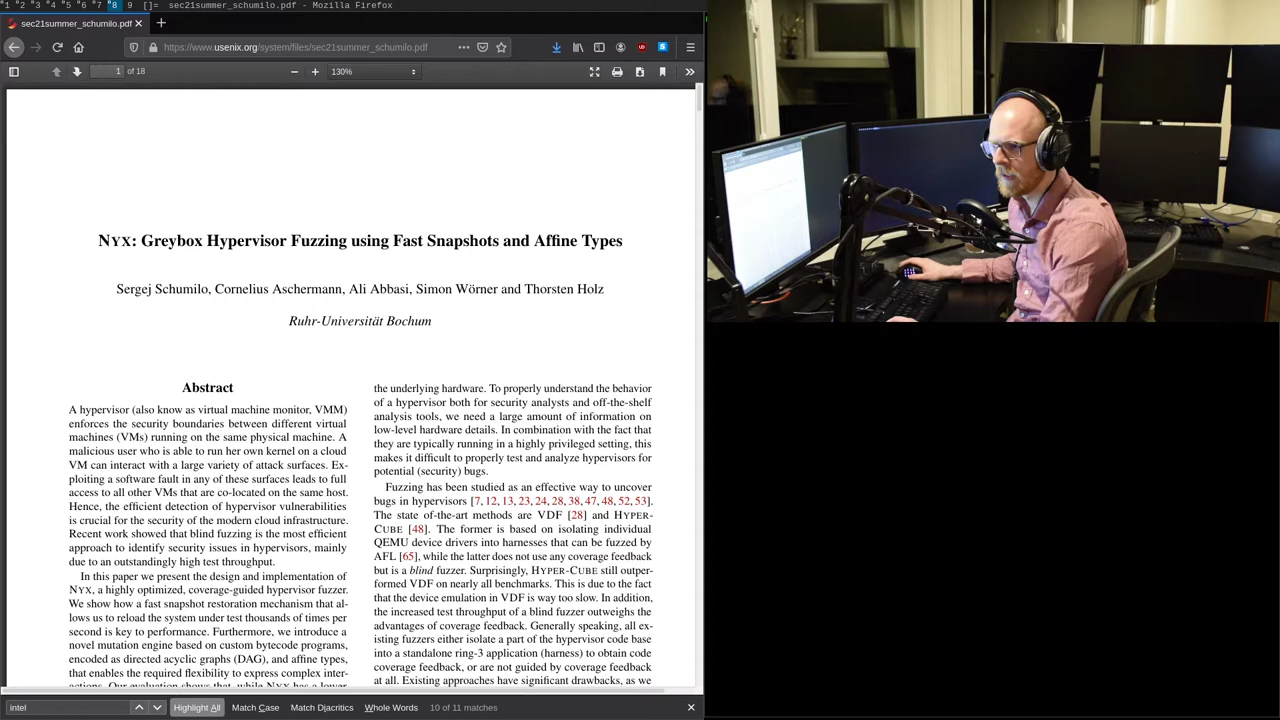 1 2 3 4 5 6 7 8 9 []= sec21summer_schumilo.pdf - Mozilla Firefox
sec21summer_schumilo.pdf
https://www.usenix.org/system/files/sec21summer_schumilo.pdf
1 of 18
130%
NYX: Greybox Hypervisor Fuzzing using Fast Snapshots and Affine Types
Sergej Schumilo, Cornelius Aschermann, Ali Abbasi, Simon Wörner and Thorsten Holz
Ruhr-Universität Bochum
Abstract
A hypervisor (also know as virtual machine monitor, VMM)
enforces the security boundaries between different virtual
machines (VMs) running on the same physical machine. A
malicious user who is able to run her own kernel on a cloud
VM can interact with a large variety of attack surfaces. Ex-
ploiting a software fault in any of these surfaces leads to full
access to all other VMs that are co-located on the same host.
Hence, the efficient detection of hypervisor vulnerabilities
is crucial for the security of the modern cloud infrastructure.
Recent work showed that blind fuzzing is the most efficient
approach to identify security issues in hypervisors, mainly
due to an outstandingly high test throughput.
In this paper we present the design and implementation of
NYX, a highly optimized, coverage-guided hypervisor fuzzer.
We show how a fast snapshot restoration mechanism that al-
lows us to reload the system under test thousands of times per
second is key to performance. Furthermore, we introduce a
novel mutation engine based on custom bytecode programs,
encoded as directed acyclic graphs (DAG), and affine types,
that enables the required flexibility to express complex inter-
actions. Our evaluation shows that, while NYX has a lower
the underlying hardware. To properly understand the behavior
of a hypervisor both for security analysts and off-the-shelf
analysis tools, we need a large amount of information on
low-level hardware details. In combination with the fact that
they are typically running in a highly privileged setting, this
makes it difficult to properly test and analyze hypervisors for
potential (security) bugs.
Fuzzing has been studied as an effective way to uncover
bugs in hypervisors [7, 12, 13, 23, 24, 28, 38, 47, 48, 52, 53].
The state of-the-art methods are VDF [28] and HYPER-
CUBE [48]. The former is based on isolating individual
QEMU device drivers into harnesses that can be fuzzed by
AFL [65], while the latter does not use any coverage feedback
but is a blind fuzzer. Surprisingly, HYPER-CUBE still outper-
formed VDF on nearly all benchmarks. This is due to the fact
that the device emulation in VDF is way too slow. In addition,
the increased test throughput of a blind fuzzer outweighs the
advantages of coverage feedback. Generally speaking, all ex-
isting fuzzers either isolate a part of the hypervisor code base
into a standalone ring-3 application (harness) to obtain code
coverage feedback, or are not guided by coverage feedback
at all. Existing approaches have significant drawbacks, as we
intel
Highlight All Match Case Match Diacritics Whole Words 10 of 11 matches